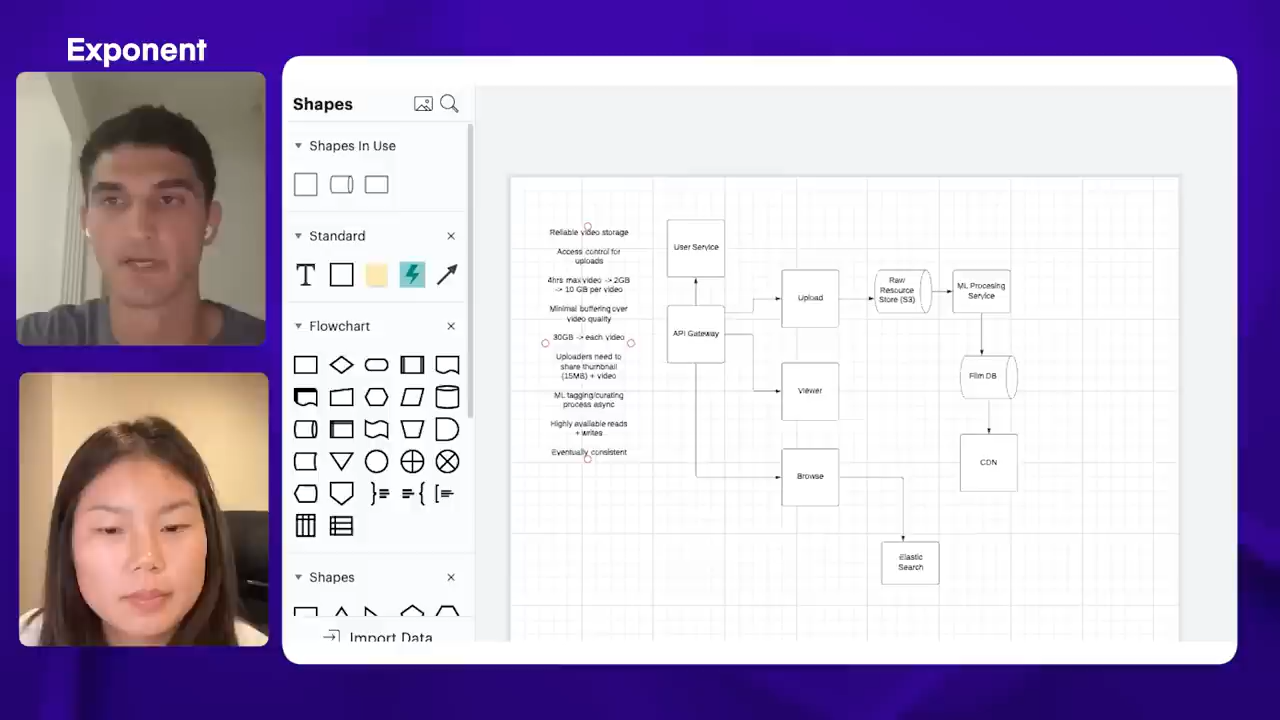 Exponent
Shapes
Shapes In Use
Standard
T
Flowchart
Shapes
Import Data
Reliable video storage
Access control for
uploads
4hrs max video -> 2GB
-> 10 GB per video
Minimal buffering over
video quality
30GB -> each video
Uploaders need to
share thumbnail
(15MB) + video
ML tagging/curating
process async
Highly available reads
+ writes
Eventually consistent
User Service
API Gateway
Upload
Viewer
Browse
Raw
Resource
Store (S3)
ML Procesing
Service
Film DB
CDN
Elastic
Search